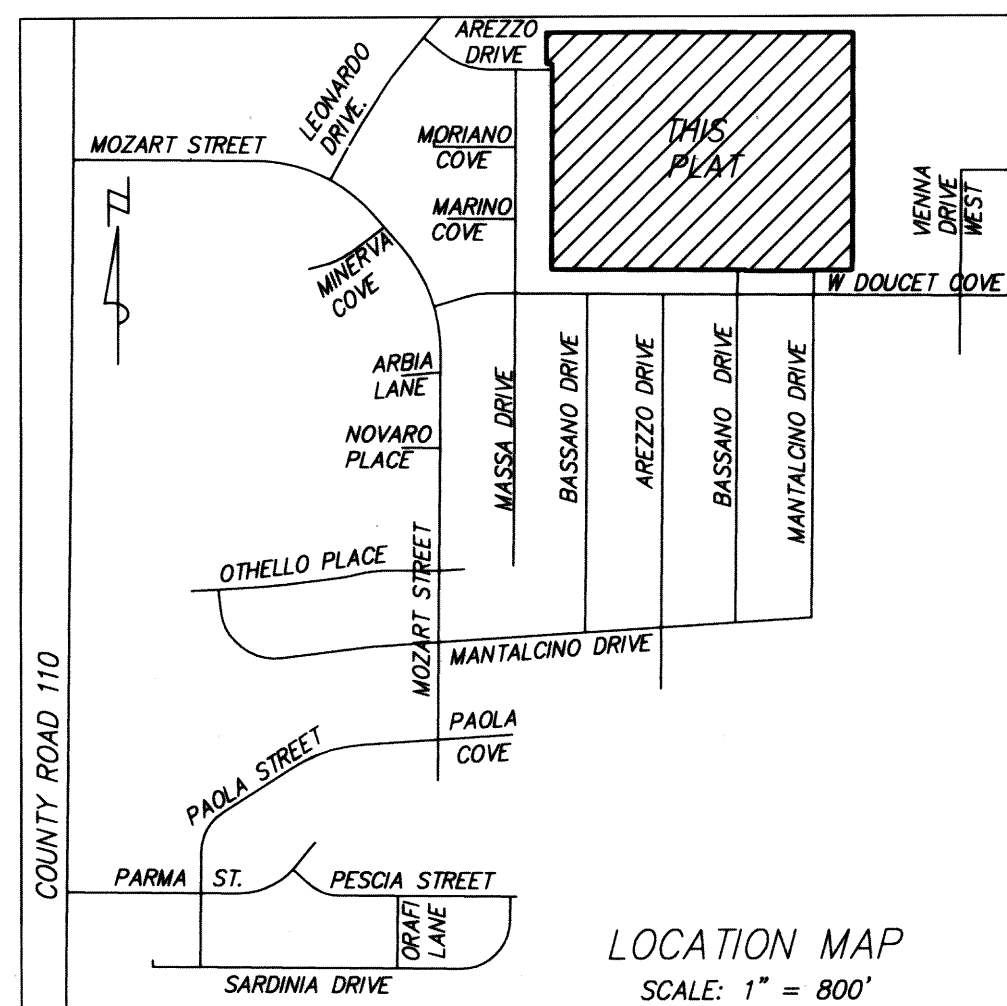 AREZZO
DRIVE
LEONARDO
DRIVE.
MOZART STREET
MORIANO
COVE
THIS
PLAT
N
MARINO
COVE
VIENNA
DRIVE
WEST
MINERVA
COVE
W DOUCET COVE
ARBIA
LANE
NOVARO
PLACE
MASSA DRIVE
BASSANO DRIVE
AREZZO DRIVE
BASSANO DRIVE
MANTALCINO DRIVE
OTHELLO PLACE
MOZART STREET
MANTALCINO DRIVE
COUNTY ROAD 110
PAOLA STREET
PAOLA
COVE
PARMA ST.
PESCIA STREET
ORAFI
LANE
SARDINIA DRIVE
LOCATION MAP
SCALE: 1" = 800'